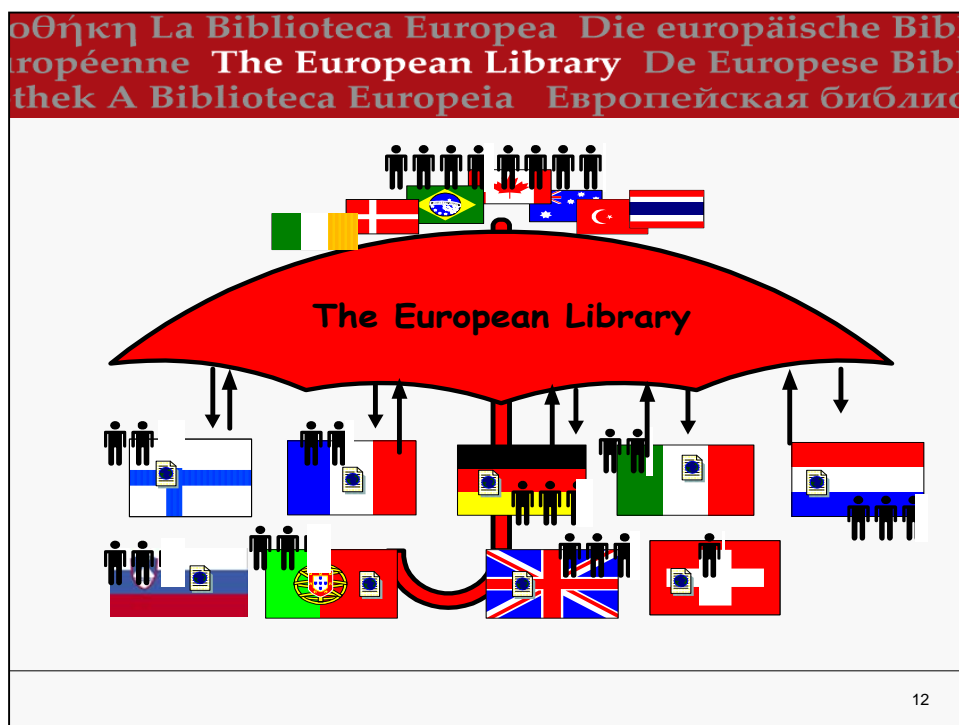 οθήκη La Biblioteca Europea Die europäische Bib
ropéenne The European Library De Europese Bibl
thek A Biblioteca Europeia Европейская библио
The European Library
12